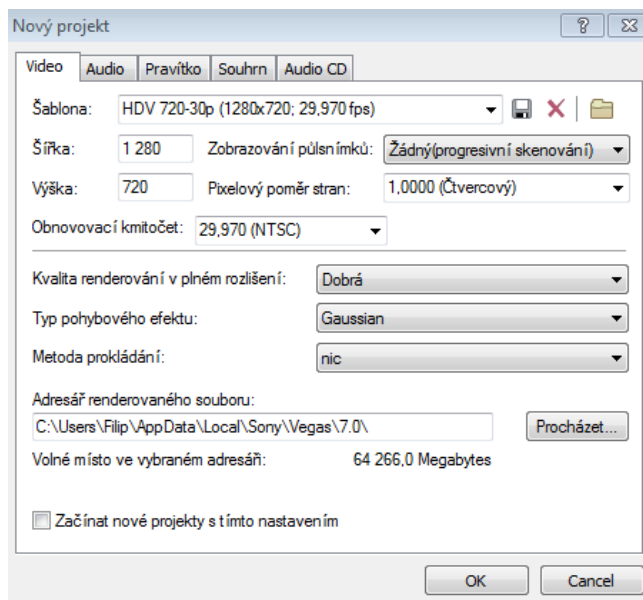 Nový projekt
Video Audio Pravítko Souhrn Audio CD
Šablona: HDV 720-30p (1280x720; 29,970 fps)
Šířka: 1 280 Zobrazování půlsnímků: Žádný(progresivní skenování)
Výška: 720 Pixelový poměr stran: 1,0000 (Čtvercový)
Obnovovací kmitočet: 29,970 (NTSC)
Kvalita renderování v plném rozlišení: Dobrá
Typ pohybového efektu: Gaussian
Metoda prokládání: nic
Adresář renderovaného souboru:
C:\Users\Filip\AppData\Local\Sony\Vegas\7.0\ Procházet...
Volné místo ve vybraném adresáři: 64 266,0 Megabytes
Začínat nové projekty s tímto nastavením
OK Cancel